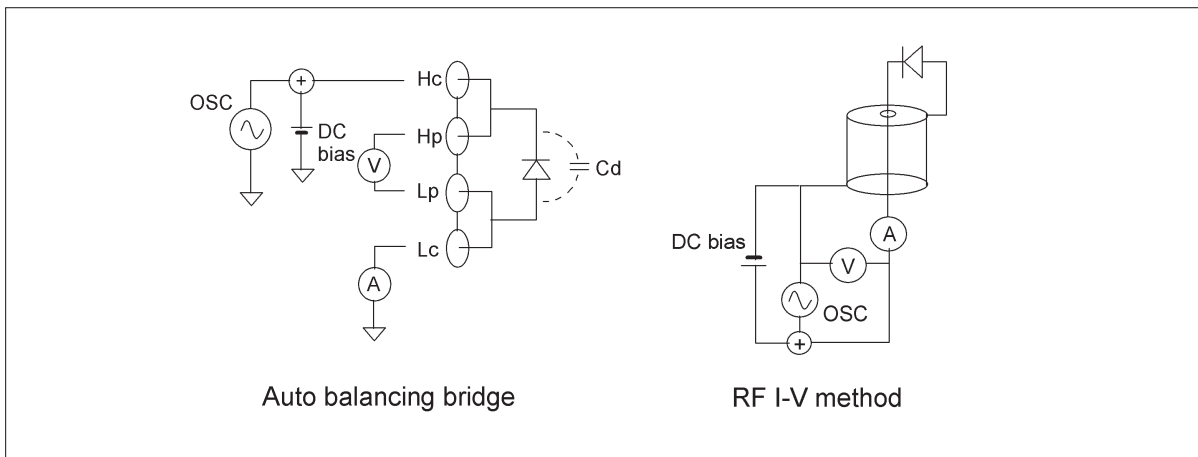 OSC
+
DC
bias
V
A
Hc
Hp
Lp
Lc
Cd
Auto balancing bridge
DC bias
A
V
OSC
+
RF I-V method